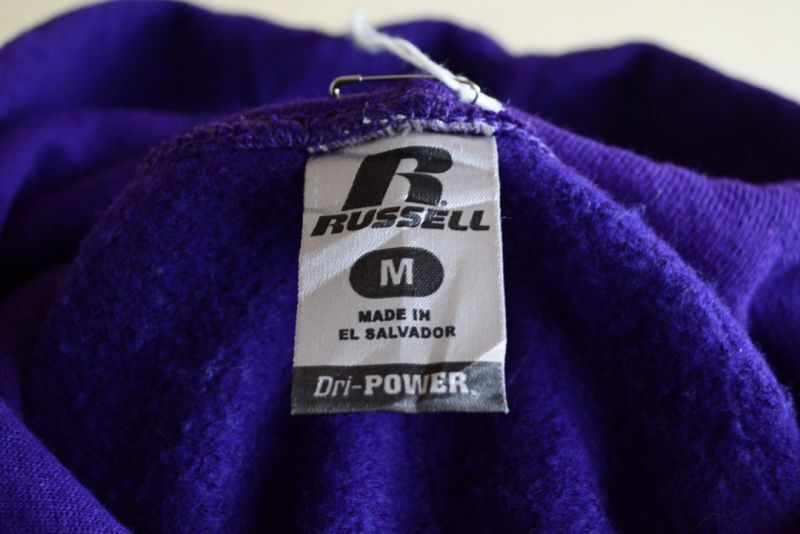 R
RUSSELL
M
MADE IN
EL SALVADOR
Dri-POWER